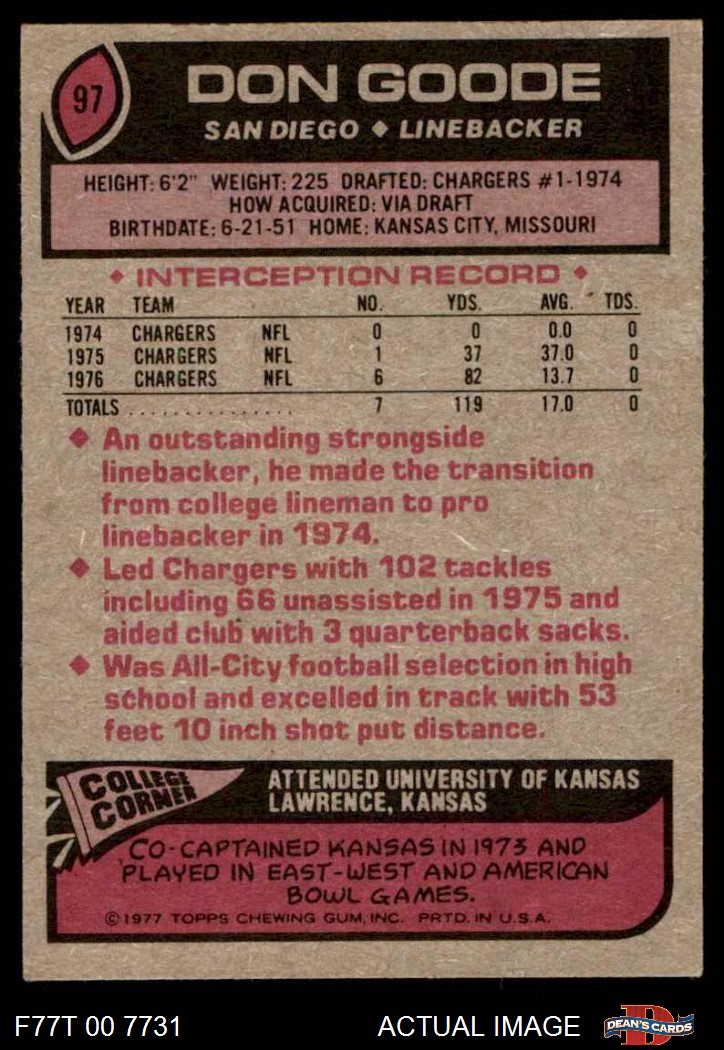 97
DON GOODE
SAN DIEGO ♦ LINEBACKER
HEIGHT: 6'2" WEIGHT: 225 DRAFTED: CHARGERS #1-1974
HOW ACQUIRED: VIA DRAFT
BIRTHDATE: 6-21-51 HOME: KANSAS CITY, MISSOURI
♦ INTERCEPTION RECORD ♦
YEAR TEAM NO. YDS. AVG. TDS.
1974 CHARGERS NFL 0 0 0.0 0
1975 CHARGERS NFL 1 37 37.0 0
1976 CHARGERS NFL 6 82 13.7 0
TOTALS . . . . . . . . . . . . . . . 7 119 17.0 0
♦ An outstanding strongside
linebacker, he made the transition
from college lineman to pro
linebacker in 1974.
♦ Led Chargers with 102 tackles
including 66 unassisted in 1975 and
aided club with 3 quarterback sacks.
♦ Was All-City football selection in high
school and excelled in track with 53
feet 10 inch shot put distance.
COLLEGE
CORNER
ATTENDED UNIVERSITY OF KANSAS
LAWRENCE, KANSAS
CO-CAPTAINED KANSAS IN 1973 AND
PLAYED IN EAST-WEST AND AMERICAN
BOWL GAMES.
©1977 TOPPS CHEWING GUM, INC. PRTD. IN U.S.A.
F77T 00 7731 ACTUAL IMAGE
D
DEAN'S CARDS